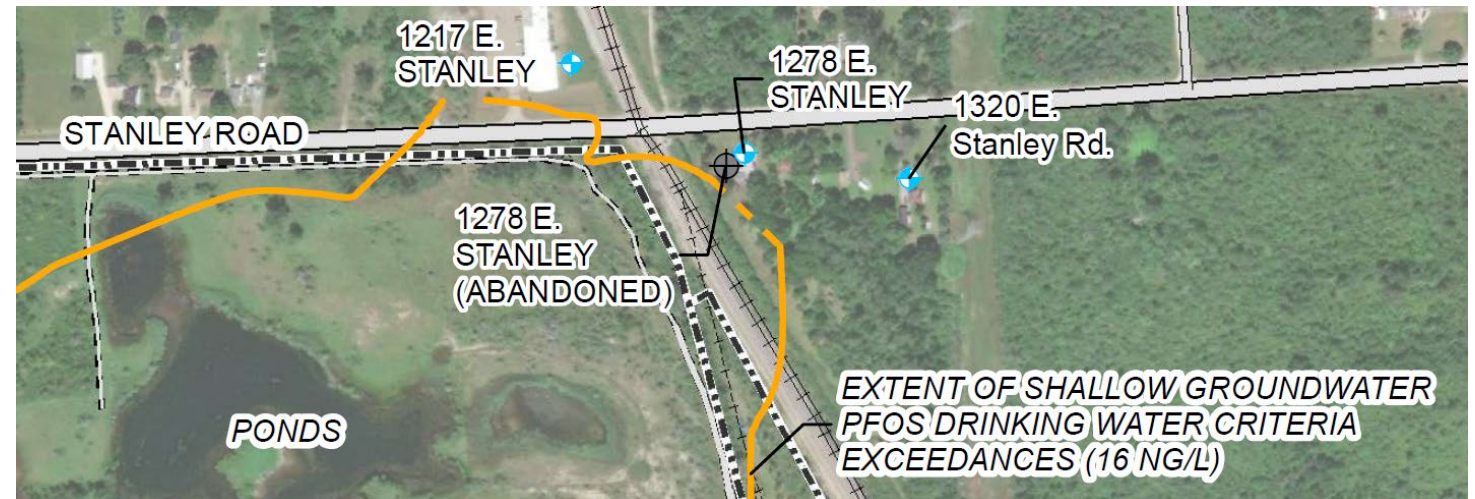 1217 E.
STANLEY
1278 E.
STANLEY
1320 E.
Stanley Rd.
STANLEY ROAD
1278 E.
STANLEY
(ABANDONED)
PONDS
EXTENT OF SHALLOW GROUNDWATER
PFOS DRINKING WATER CRITERIA
EXCEEDANCES (16 NG/L)